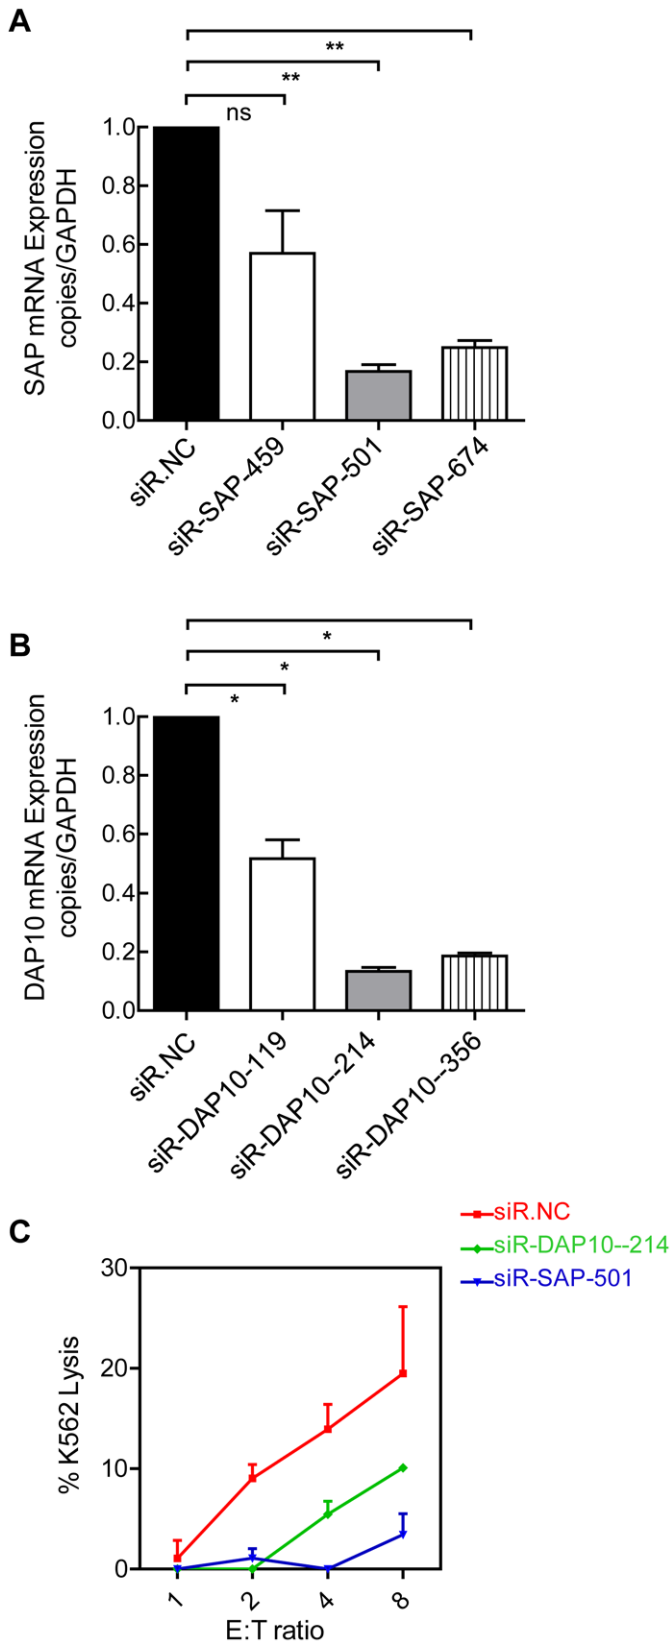 A
**
**
ns
SAP mRNA Expression
copies/GAPDH
1.0
0.8
0.6
0.4
0.2
0.0
siR.NC
siR-SAP-459
siR-SAP-501
siR-SAP-674
B
*
*
*
DAP10 mRNA Expression
copies/GAPDH
1.0
0.8
0.6
0.4
0.2
0.0
siR.NC
siR-DAP10-119
siR-DAP10--214
siR-DAP10--356
C
siR.NC
siR-DAP10--214
siR-SAP-501
% K562 Lysis
30
20
10
0
1
2
4
8
E:T ratio